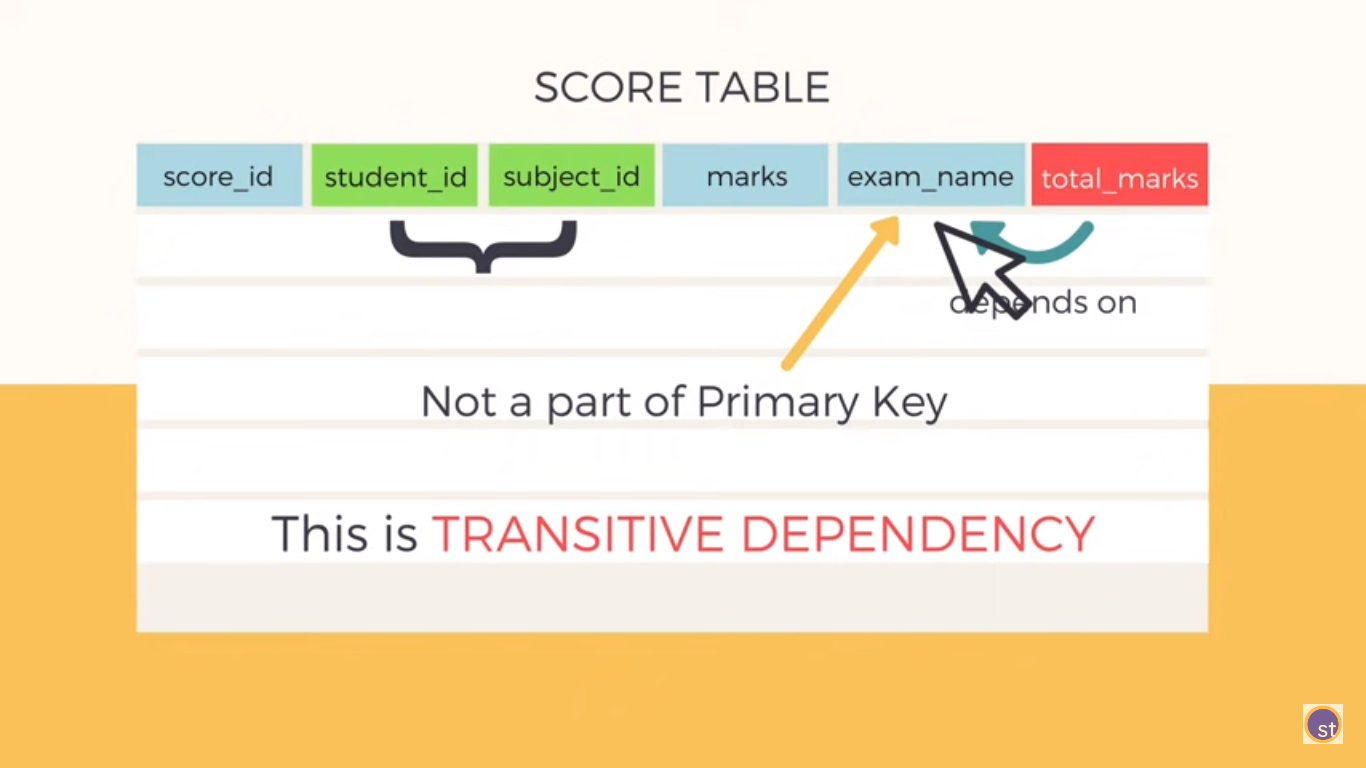 SCORE TABLE
score_id student_id subject_id marks exam_name total_marks
depends on
Not a part of Primary Key
This is TRANSITIVE DEPENDENCY
st